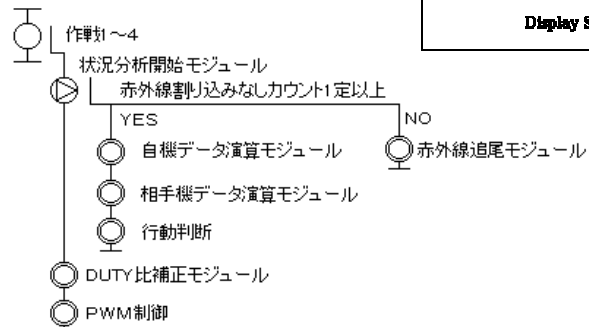 Display S
作戦1～4
状況分析開始モジュール
赤外線割り込みなしカウント1定以上
YES
NO
自機データ演算モジュール
赤外線追尾モジュール
相手機データ演算モジュール
行動判断
DUTY比補正モジュール
PWM制御